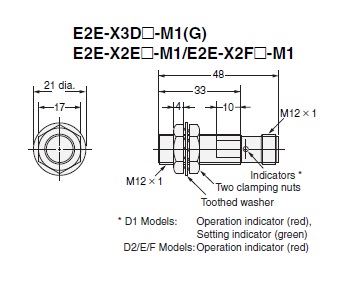 E2E-X3D□-M1(G)
E2E-X2E□-M1/E2E-X2F□-M1
48
21 dia.
33
17
4
10
M12 × 1
M12 × 1
Indicators *
Two clamping nuts
Toothed washer
* D1 Models: Operation indicator (red),
Setting indicator (green)
D2/E/F Models: Operation indicator (red)